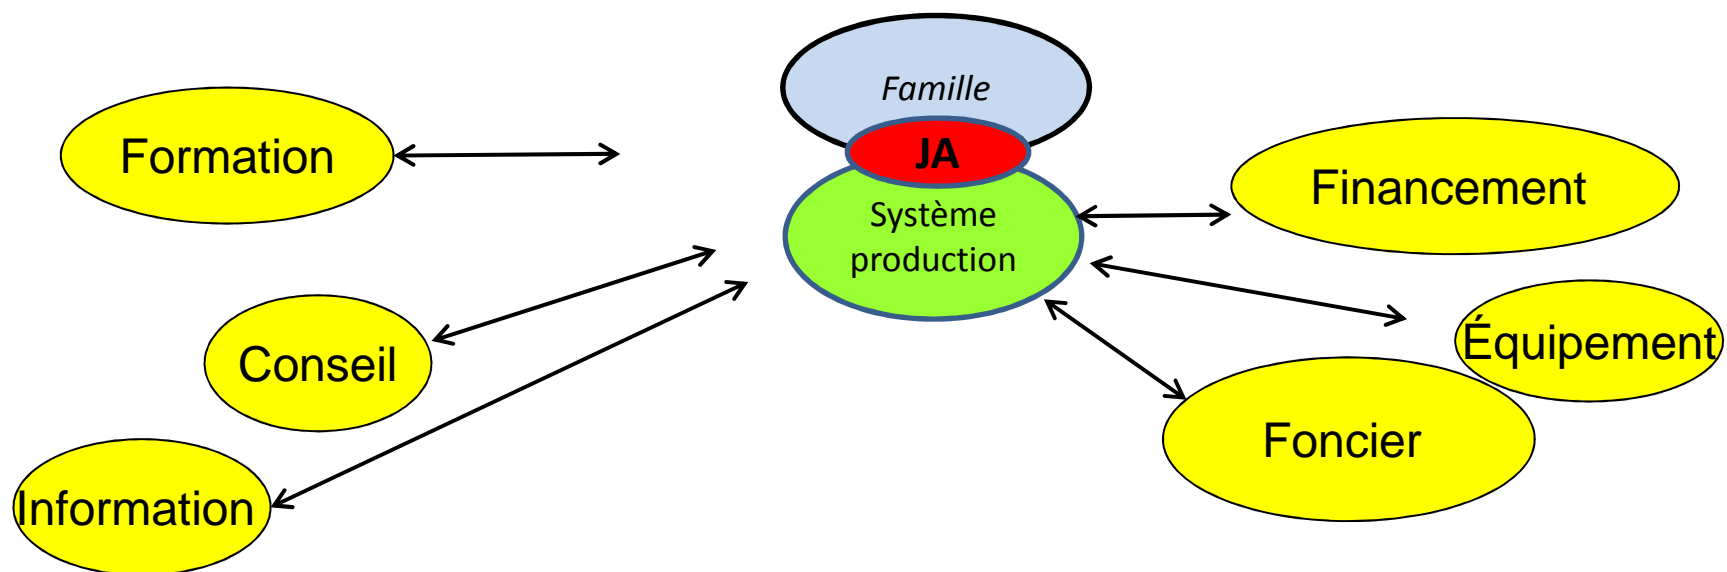 Famille
JA
Formation
Financement
Système
production
Conseil
Équipement
Foncier
Information